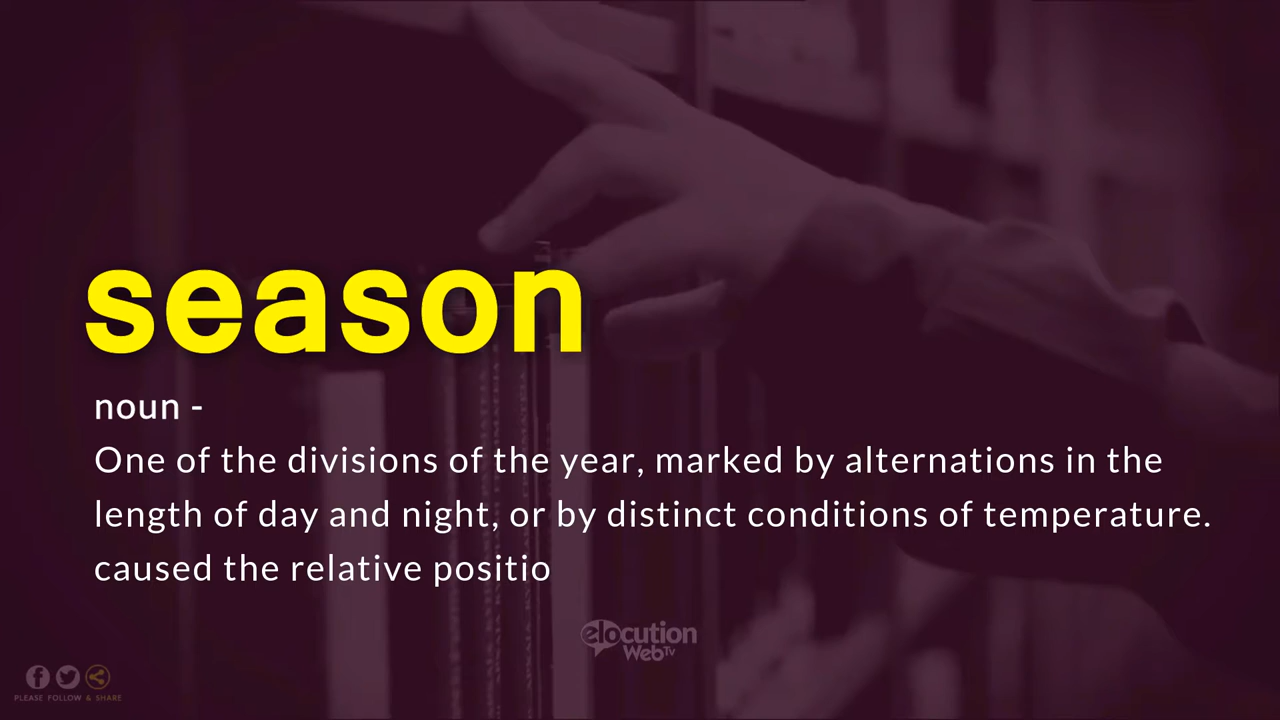 season
noun -
One of the divisions of the year, marked by alternations in the
length of day and night, or by distinct conditions of temperature.
caused the relative positio
elocution
WebTv
PLEASE FOLLOW & SHARE